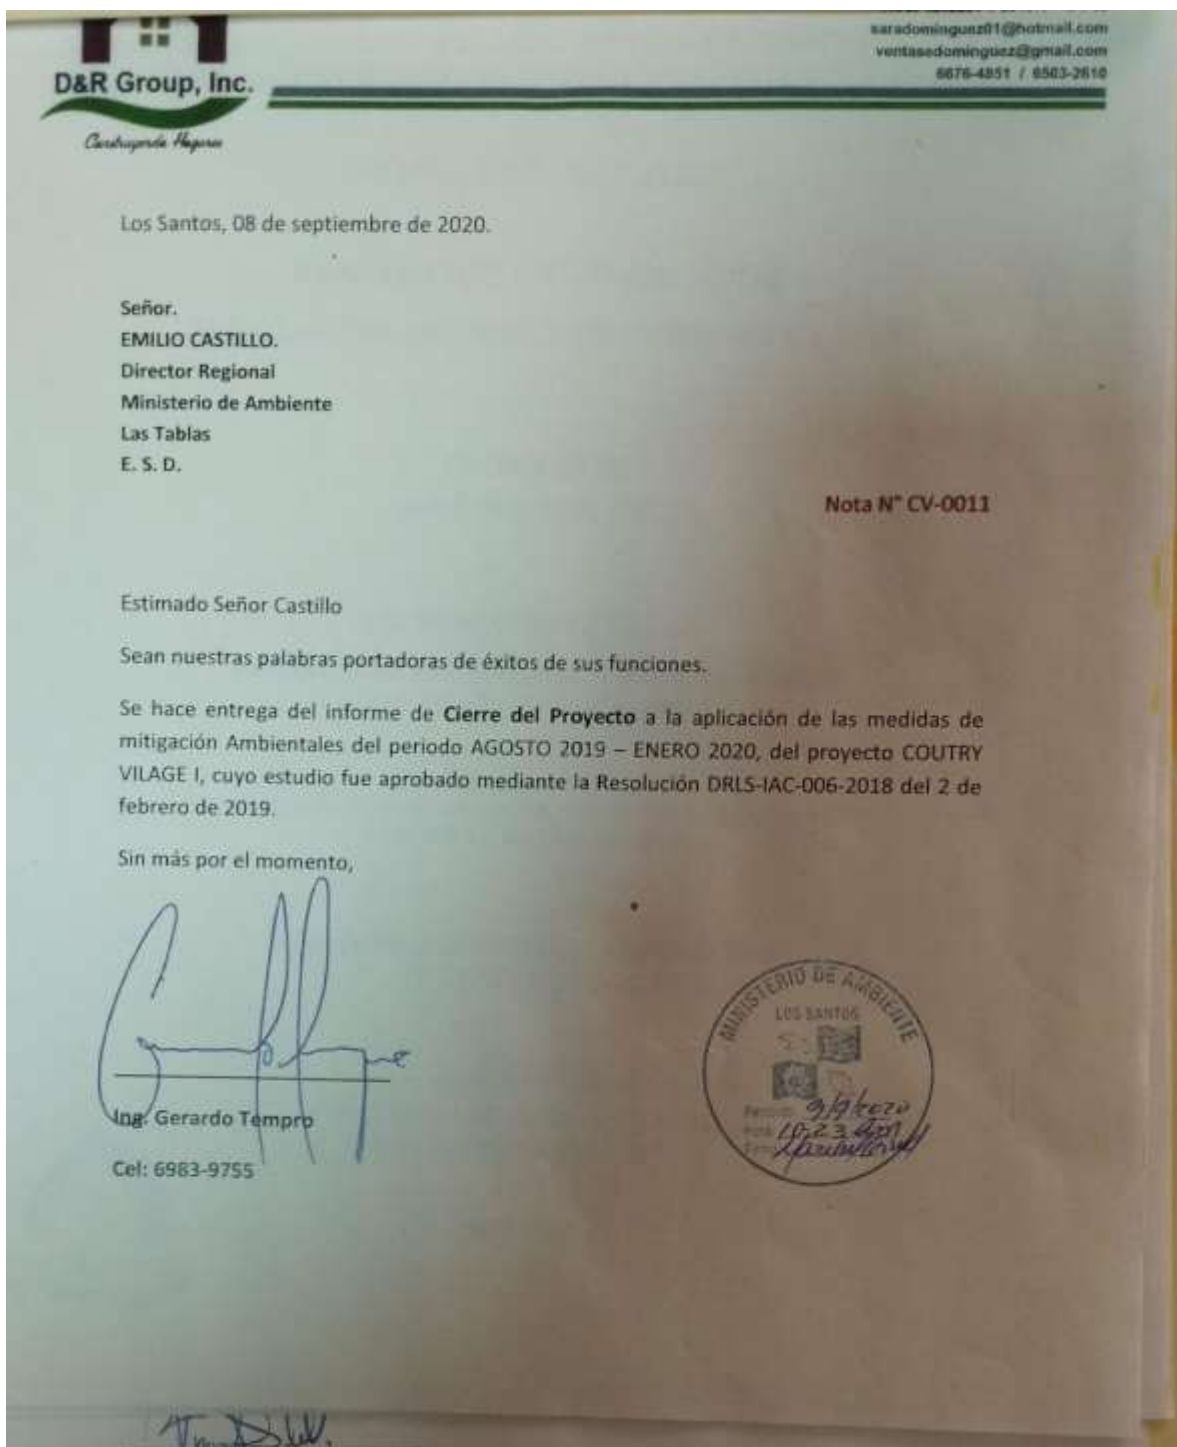 saradominguez01@hotmail.com
ventasedominguez@gmail.com
6676-4851 / 6503-2610
D&R Group, Inc.
Construyendo Hogares
Los Santos, 08 de septiembre de 2020.
Señor.
EMILIO CASTILLO.
Director Regional
Ministerio de Ambiente
Las Tablas
E. S. D.
Nota N° CV-0011
Estimado Señor Castillo
Sean nuestras palabras portadoras de éxitos de sus funciones.
Se hace entrega del informe de Cierre del Proyecto a la aplicación de las medidas de
mitigación Ambientales del periodo AGOSTO 2019 – ENERO 2020, del proyecto COUTRY
VILAGE I, cuyo estudio fue aprobado mediante la Resolución DRLS-IAC-006-2018 del 2 de
febrero de 2019.
Sin más por el momento,
Ing. Gerardo Tempro
Cel: 6983-9755
MINISTERIO DE AMBIENTE
LOS SANTOS
9/9/2020
10:23 am